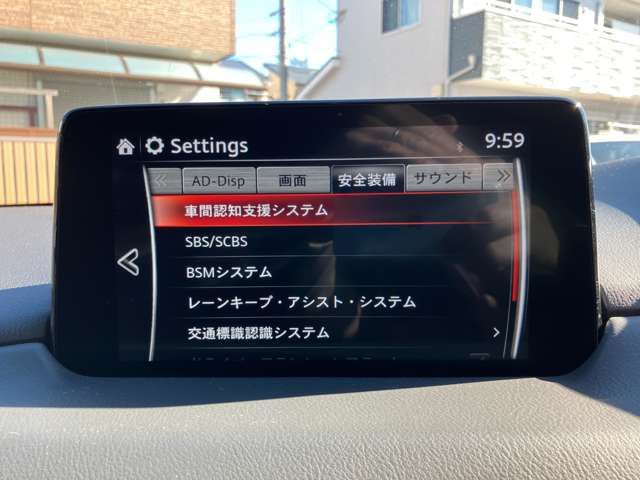 Settings
9:59
AD-Disp 画面 安全装備 サウンド
車間認知支援システム
SBS/SCBS
BSMシステム
レーンキープ・アシスト・システム
交通標識認識システム